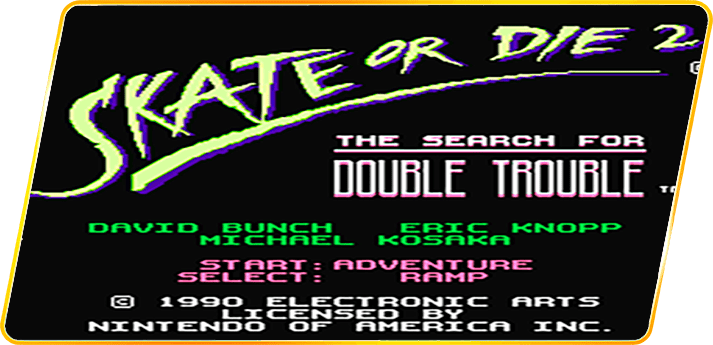 SKATE OR DIE 2
©
THE SEARCH FOR
DOUBLE TROUBLE TM
DAVID BUNCH ERIC KNOPP
MICHAEL KOSAKA
START: ADVENTURE
SELECT: RAMP
© 1990 ELECTRONIC ARTS
LICENSED BY
NINTENDO OF AMERICA INC.